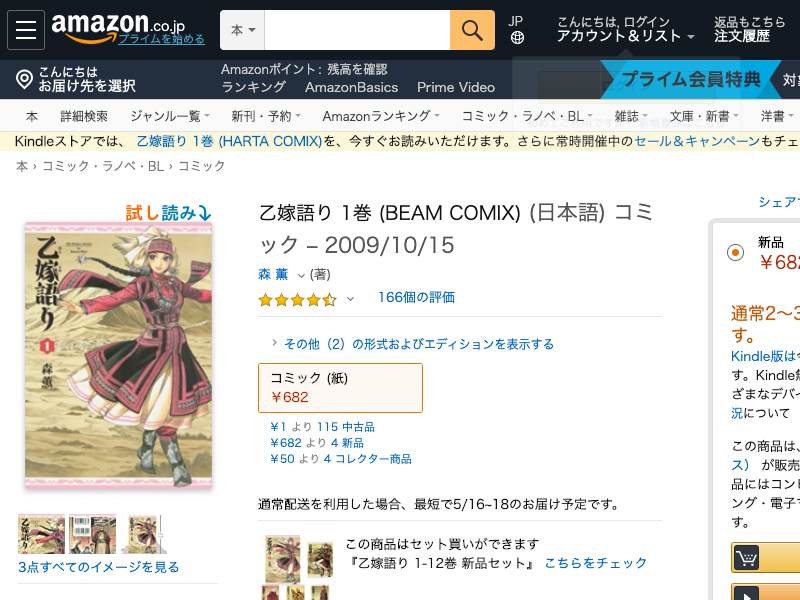 amazon.co.jp
プライムを始める
本
JP
こんにちは, ログイン
アカウント&リスト
返品もこちら
注文履歴
こんにちは
お届け先を選択
Amazonポイント: 残高を確認
ランキング AmazonBasics Prime Video
プライム会員特典
対
本 詳細検索 ジャンル一覧 新刊・予約 Amazonランキング コミック・ラノベ・BL 雑誌 文庫・新書 洋書
Kindleストアでは、 乙嫁語り 1巻 (HARTA COMIX)を、今すぐお読みいただけます。さらに常時開催中のセール&キャンペーンもチェ
本 › コミック・ラノベ・BL › コミック
試し読み
乙嫁語り
1
森薫
3点すべてのイメージを見る
乙嫁語り 1巻 (BEAM COMIX) (日本語) コミ
ック – 2009/10/15
森 薫 (著)
166個の評価
その他（2）の形式およびエディションを表示する
コミック (紙)
￥682
￥1 より 115 中古品
￥682 より 4 新品
￥50 より 4 コレクター商品
通常配送を利用した場合、最短で5/16~18のお届け予定です。
この商品はセット買いができます
『乙嫁語り 1-12巻 新品セット』 こちらをチェック
シェア
新品
￥682
通常2～3
す。
Kindle版は
す。Kindle無
ざまなデバイ
況について
この商品は、
ス） が販売
品にはコンビ
ング・電子マ
す。